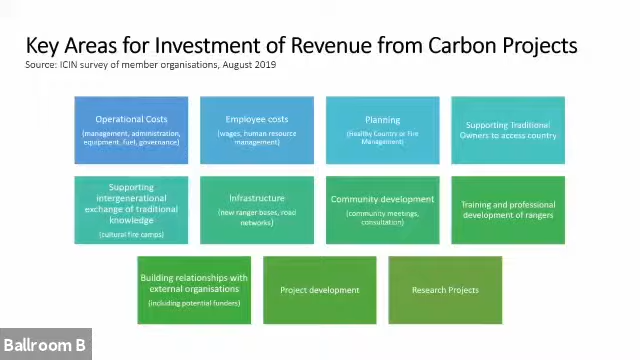 Key Areas for Investment of Revenue from Carbon Projects
Source: ICIN survey of member organisations, August 2019
Operational Costs
(management, administration,
equipment, fuel, governance)
Employee costs
(wages, human resource
management)
Planning
(Healthy Country or Fire
Management)
Supporting Traditional
Owners to access country
Supporting
intergenerational
exchange of traditional
knowledge
(cultural fire camps)
Infrastructure
(new ranger bases, road
networks)
Community development
(community meetings,
consultation)
Training and professional
development of rangers
Building relationships with
external organisations
(including potential funders)
Project development
Research Projects
Ballroom B